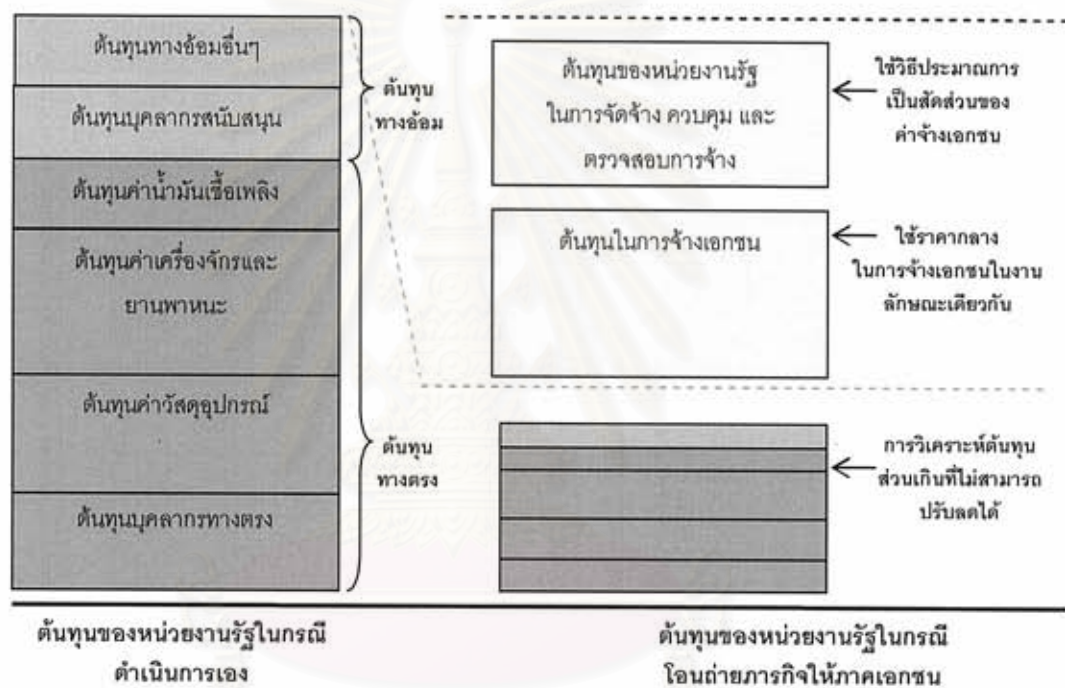 ต้นทุนทางอ้อมอื่นๆ
ต้นทุนบุคลากรสนับสนุน
ต้นทุนค่าน้ำมันเชื้อเพลิง
ต้นทุนค่าเครื่องจักรและ
ยานพาหนะ
ต้นทุนค่าวัสดุอุปกรณ์
ต้นทุนบุคลากรทางตรง
ต้นทุน
ทางอ้อม
ต้นทุน
ทางตรง
ต้นทุนของหน่วยงานรัฐ
ในการจัดจ้าง ควบคุม และ
ตรวจสอบการจ้าง
ใช้วิธีประมาณการ
เป็นสัดส่วนของ
ค่าจ้างเอกชน
ต้นทุนในการจ้างเอกชน
ใช้ราคากลาง
ในการจ้างเอกชนในงาน
ลักษณะเดียวกัน
การวิเคราะห์ต้นทุน
ส่วนเกินที่ไม่สามารถ
ปรับลดได้
ต้นทุนของหน่วยงานรัฐในกรณี
ดำเนินการเอง
ต้นทุนของหน่วยงานรัฐในกรณี
โอนถ่ายภารกิจให้ภาคเอกชน